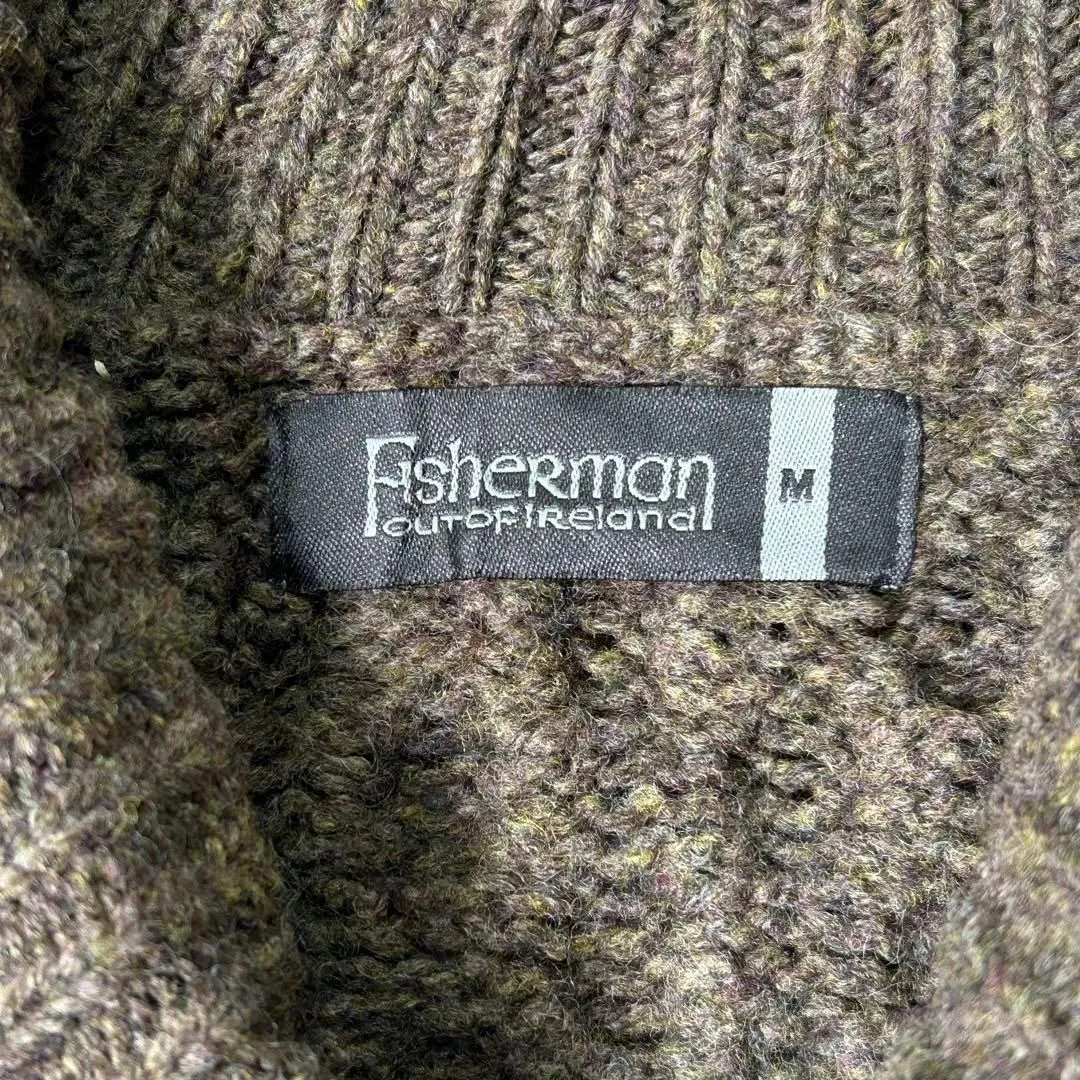 Fisherman
OUT OF IReland
M